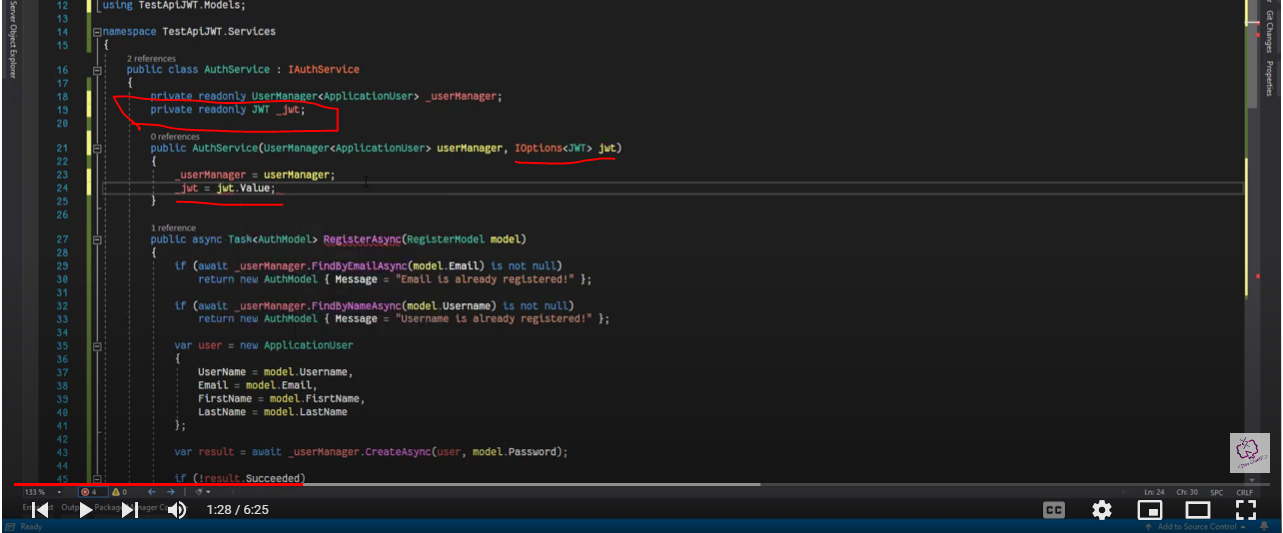 Server Object Explorer
Git Changes
Properties
12 using TestApiJWT.Models;
13
14 namespace TestApiJWT.Services
15 {
2 references
16 public class AuthService : IAuthService
17 {
18 private readonly UserManager<ApplicationUser> _userManager;
19 private readonly JWT _jwt;
20
0 references
21 public AuthService(UserManager<ApplicationUser> userManager, IOptions<JWT> jwt)
22 {
23 _userManager = userManager;
24 _jwt = jwt.Value;
25 }
26
1 reference
27 public async Task<AuthModel> RegisterAsync(RegisterModel model)
28 {
29 if (await _userManager.FindByEmailAsync(model.Email) is not null)
30 return new AuthModel { Message = "Email is already registered!" };
31
32 if (await _userManager.FindByNameAsync(model.Username) is not null)
33 return new AuthModel { Message = "Username is already registered!" };
34
35 var user = new ApplicationUser
36 {
37 UserName = model.Username,
38 Email = model.Email,
39 FirstName = model.FisrtName,
40 LastName = model.LastName
41 };
42
43 var result = await _userManager.CreateAsync(user, model.Password);
44
45 if (!result.Succeeded)
133 % 4 0 Ln: 24 Ch: 30 SPC CRLF
1:28 / 6:25 CC
Ready Add to Source Control